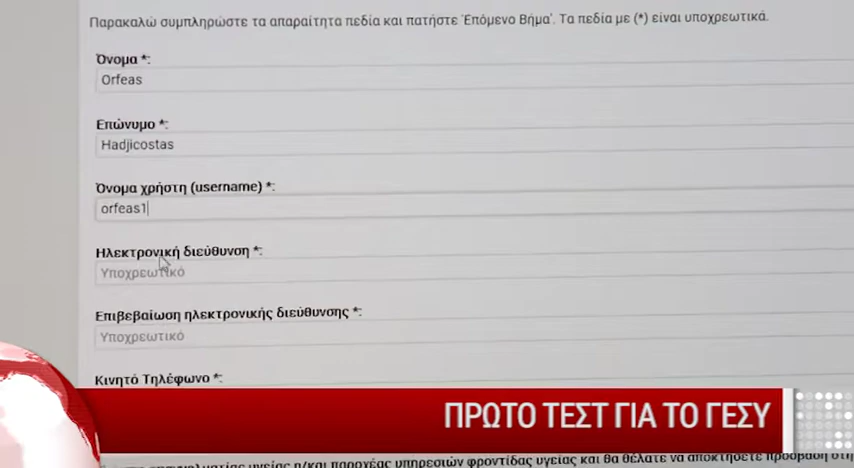 Παρακαλώ συμπληρώστε τα απαραίτητα πεδία και πατήστε 'Επόμενο Βήμα'. Τα πεδία με (*) είναι υποχρεωτικά.
Όνομα *:
Orfeas
Επώνυμο *:
Hadjicostas
Όνομα χρήστη (username) *:
orfeas1
Ηλεκτρονική διεύθυνση *:
Υποχρεωτικό
Επιβεβαίωση ηλεκτρονικής διεύθυνσης *:
Υποχρεωτικό
Κινητό Τηλέφωνο *:
ΠΡΩΤΟ ΤΕΣΤ ΓΙΑ ΤΟ ΓΕΣΥ
υγείας η/και παροχέας υπηρεσιών φροντίδας υγείας και θα θέλατε να αποκτήσετε πρόσβαση στη